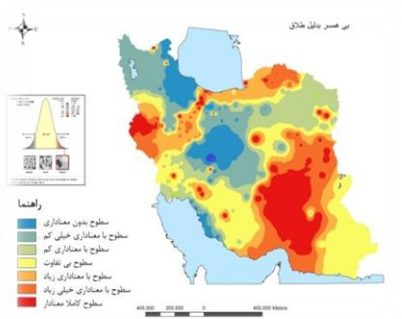 بی همسر بدلیل طلاق
راهنما
سطوح بدون معناداری
سطوح با معناداری خیلی کم
سطوح با معناداری کم
سطوح بی تفاوت
سطوح با معناداری زیاد
سطوح با معناداری خیلی زیاد
سطوح کاملا معنادار
400,000 200,000 0 400,000 Meters